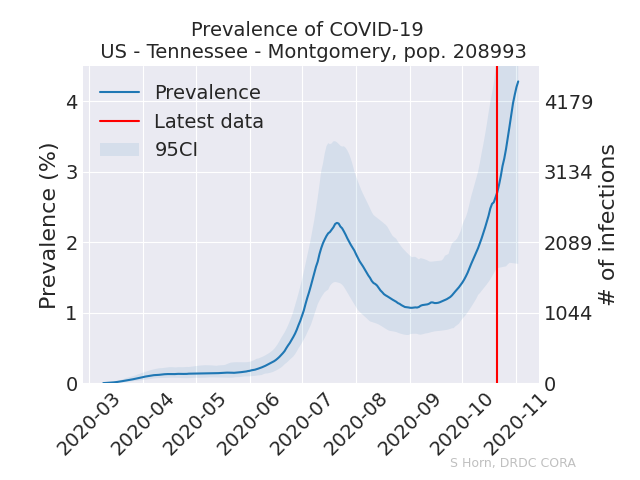 Prevalence of COVID-19
US - Tennessee - Montgomery, pop. 208993
Prevalence
Latest data
95CI
Prevalence (%)
4
3
2
1
0
4179
3134
2089
1044
0
# of infections
2020-03
2020-04
2020-05
2020-06
2020-07
2020-08
2020-09
2020-10
2020-11
S Horn, DRDC CORA